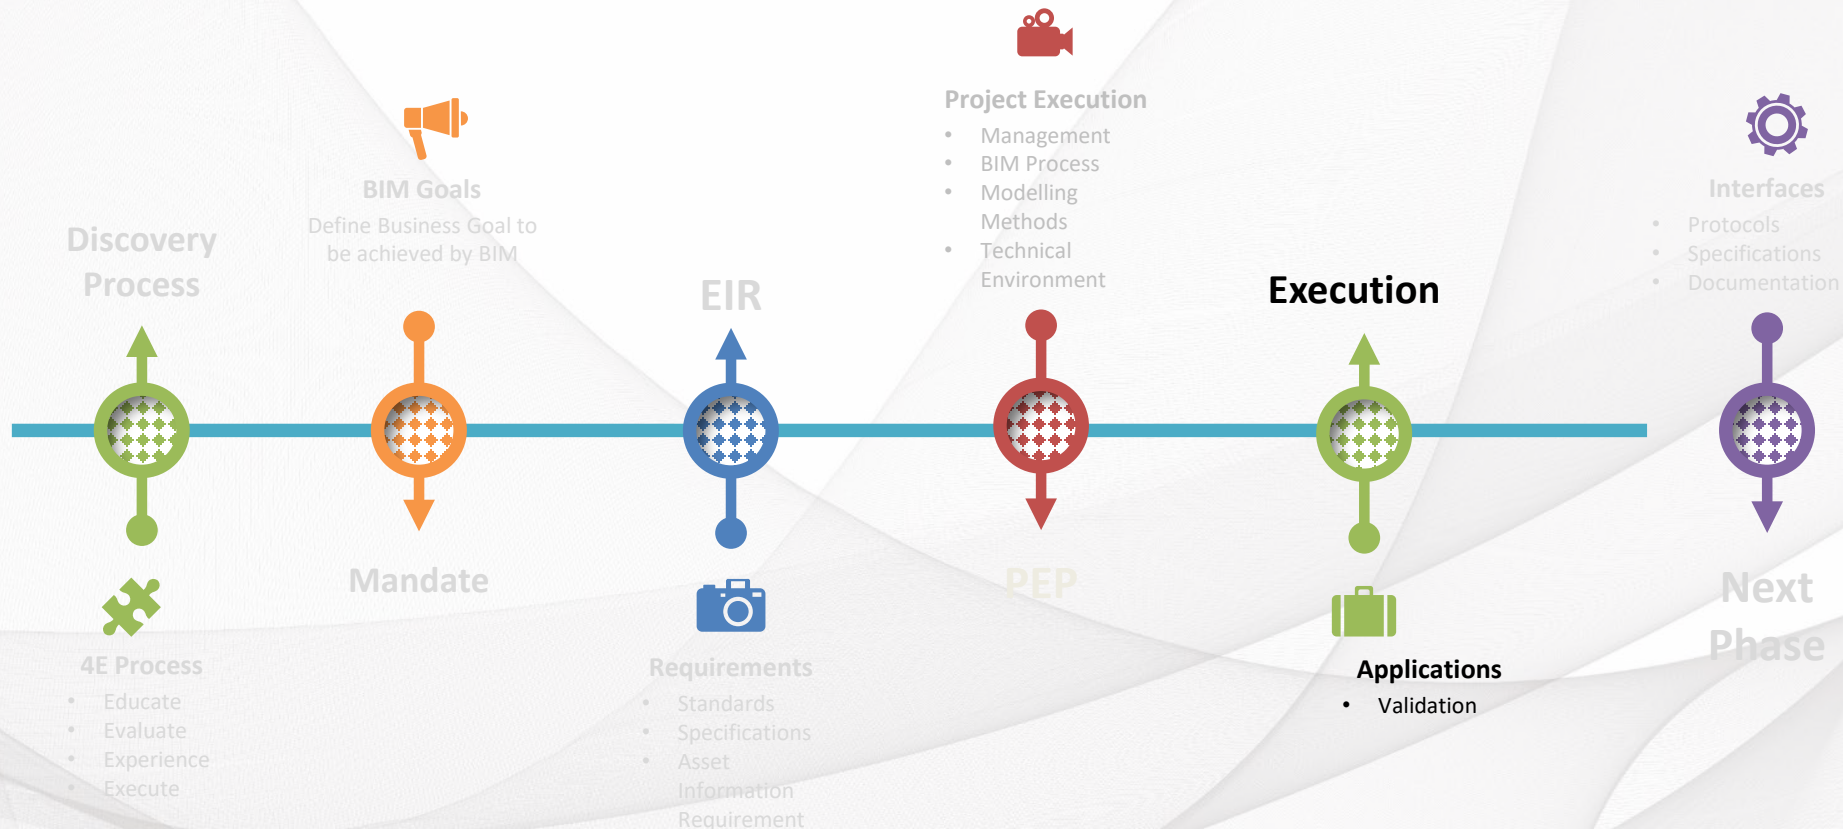 Discovery
Process
4E Process
• Educate
• Evaluate
• Experience
• Execute
BIM Goals
Define Business Goal to
be achieved by BIM
Mandate
EIR
Requirements
• Standards
• Specifications
• Asset
Information
Requirement
Project Execution
• Management
• BIM Process
• Modelling
Methods
• Technical
Environment
PEP
Execution
Applications
• Validation
Interfaces
• Protocols
• Specifications
• Documentation
Next
Phase